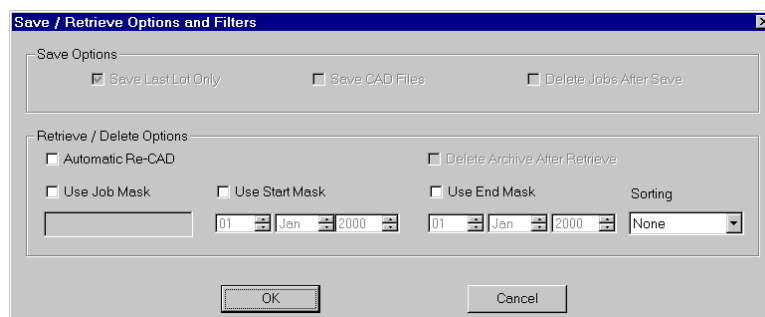 Save / Retrieve Options and Filters
Save Options
Save Last Lot Only Save CAD Files Delete Jobs After Save
Retrieve / Delete Options
Automatic Re-CAD Delete Archive After Retrieve
Use Job Mask Use Start Mask Use End Mask Sorting
01 Jan 2000 01 Jan 2000 None
OK Cancel